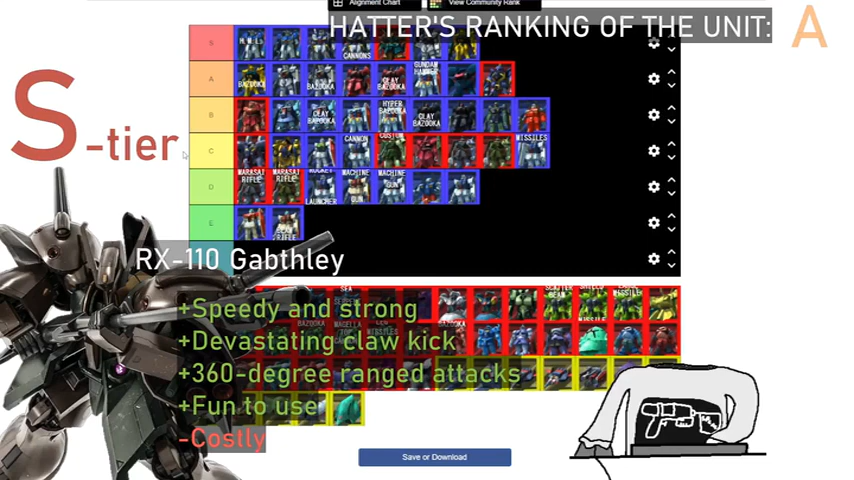 Alignment Chart
View Community Rank
HATTER'S RANKING OF THE UNIT: A
S-tier
S
CANNONS
A
BAZOOKA
BAZOOKA
CLAY
BAZOOKA
GUNDAM
HAMMER
B
CLAY
BAZOOKA
HYPER
BAZOOKA
CLAY
BAZOOKA
C
CANNON
CUSTOM
MISSILES
D
MARASAI
RIFLE
MARASAI
RIFLE
ROCKET
LAUNCHER
MACHINE
GUN
MACHINE
GUN
E
BEAM
RIFLE
RX-110 Gabthley
+Speedy and strong
+Devastating claw kick
+360-degree ranged attacks
+Fun to use
-Costly
Save or Download